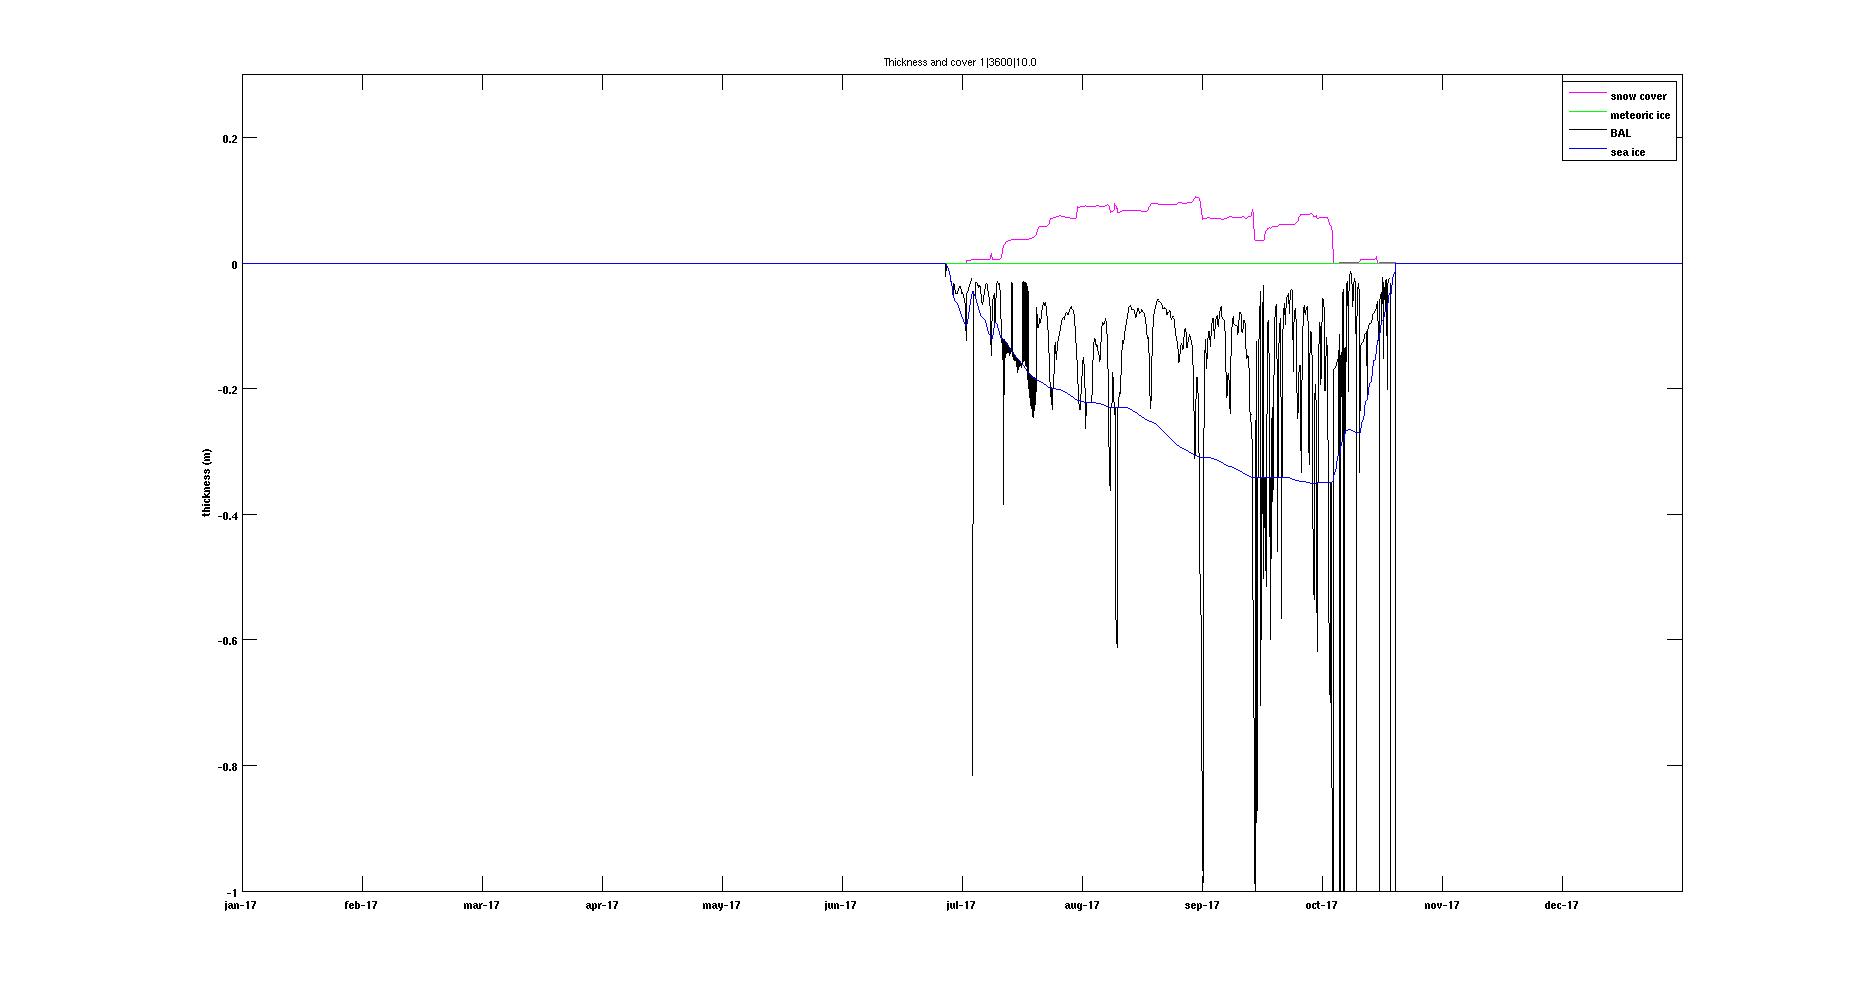 Thickness and cover 1|3600|10.0
snow cover
meteoric ice
BAL
sea ice
0.2
0
-0.2
-0.4
-0.6
-0.8
-1
thickness (m)
jan-17 feb-17 mar-17 apr-17 may-17 jun-17 jul-17 aug-17 sep-17 oct-17 nov-17 dec-17